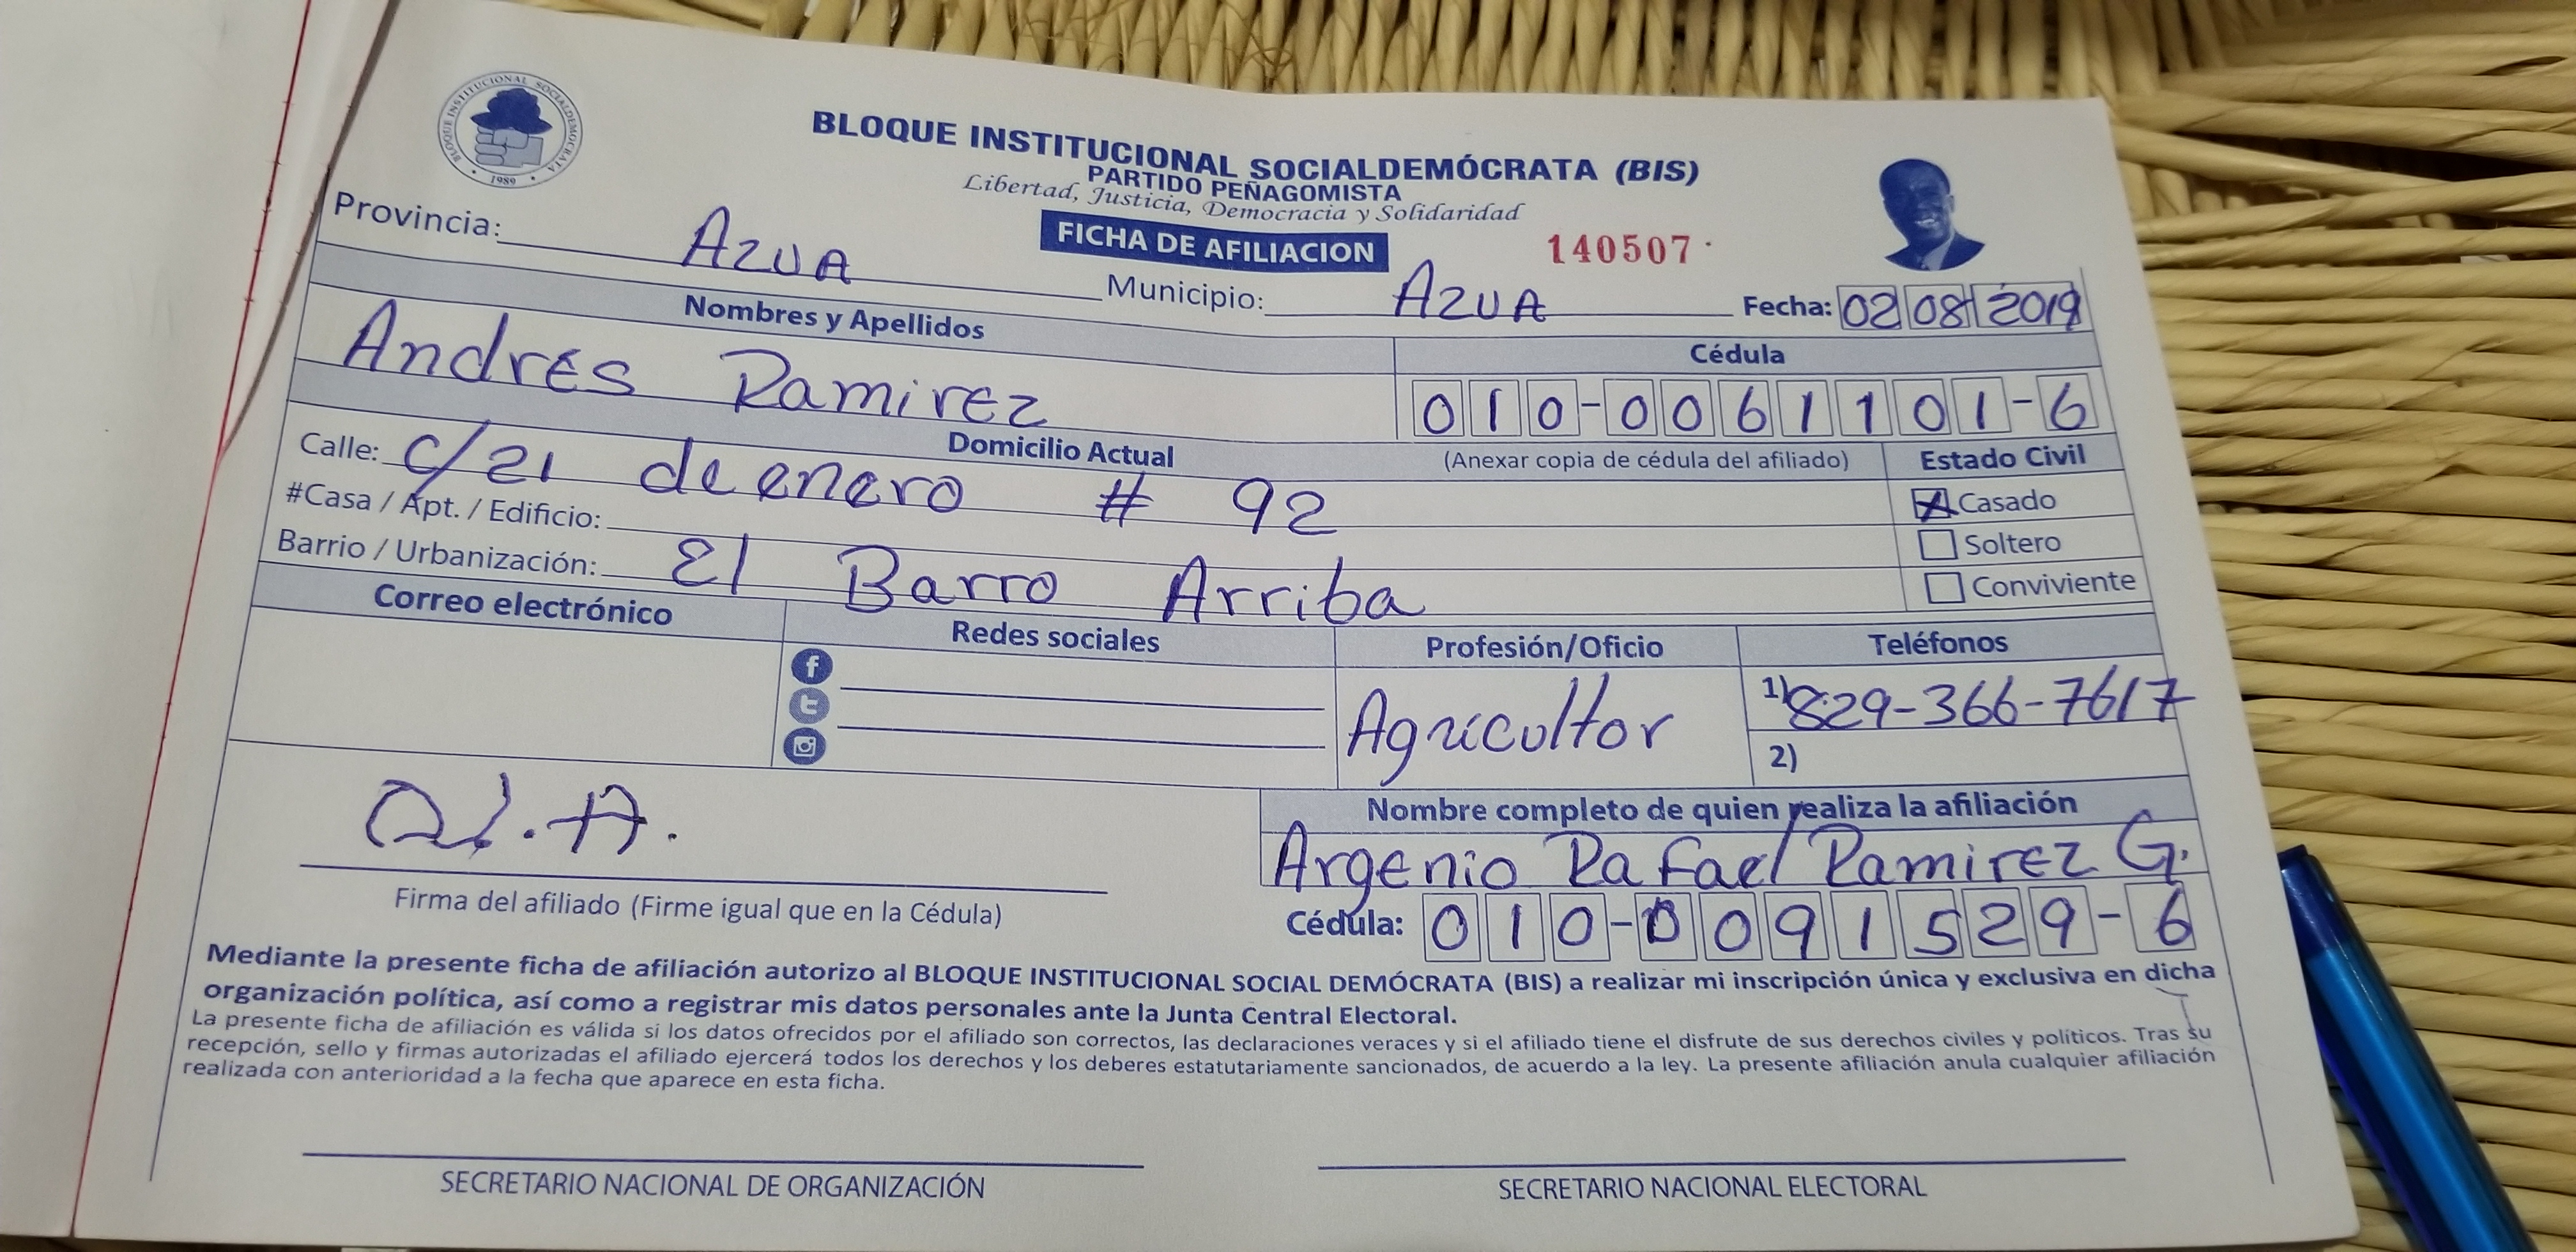 BLOQUE INSTITUCIONAL SOCIALDEMOCRATA
1989
BLOQUE INSTITUCIONAL SOCIALDEMÓCRATA (BIS)
PARTIDO PEÑAGOMISTA
Libertad, Justicia, Democracia y Solidaridad
FICHA DE AFILIACION
140507
Provincia: AZUA Municipio: AZUA Fecha: 02 08 2019
Nombres y Apellidos
Cédula
Andres Ramirez
010-0061101-6
Domicilio Actual
(Anexar copia de cédula del afiliado)
Estado Civil
Calle: c/21 de enero # 92
Casado
#Casa / Apt. / Edificio:
Soltero
Barrio / Urbanización: El Barro Arriba
Conviviente
Correo electrónico
Redes sociales
Profesión/Oficio
Teléfonos
Agricultor
1) 829-366-7617
2)
Nombre completo de quien realiza la afiliación
Argenio Rafael Ramirez G.
Firma del afiliado (Firme igual que en la Cédula)
Cédula: 010-0091529-6
Mediante la presente ficha de afiliación autorizo al BLOQUE INSTITUCIONAL SOCIAL DEMÓCRATA (BIS) a realizar mi inscripción única y exclusiva en dicha
organización política, así como a registrar mis datos personales ante la Junta Central Electoral.
La presente ficha de afiliación es válida si los datos ofrecidos por el afiliado son correctos, las declaraciones veraces y si el afiliado tiene el disfrute de sus derechos civiles y políticos. Tras su
recepción, sello y firmas autorizadas el afiliado ejercerá todos los derechos y los deberes estatutariamente sancionados, de acuerdo a la ley. La presente afiliación anula cualquier afiliación
realizada con anterioridad a la fecha que aparece en esta ficha.
SECRETARIO NACIONAL DE ORGANIZACIÓN
SECRETARIO NACIONAL ELECTORAL